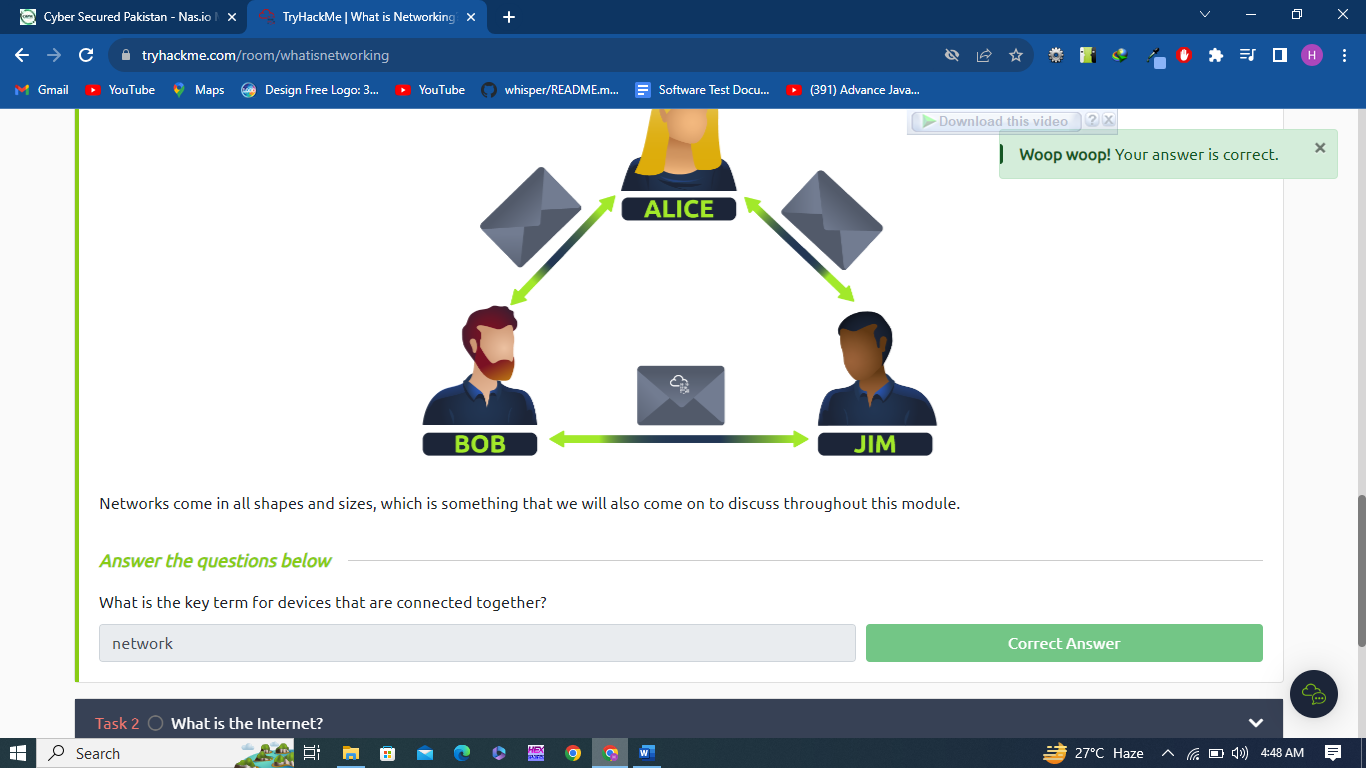 Cyber Secured Pakistan - Nas.io
TryHackMe | What is Networking?
tryhackme.com/room/whatisnetworking
H
Gmail
YouTube
Maps
Design Free Logo: 3...
YouTube
whisper/README.m...
Software Test Docu...
(391) Advance Java...
Download this video
?
Woop woop! Your answer is correct.
ALICE
BOB
JIM
Networks come in all shapes and sizes, which is something that we will also come on to discuss throughout this module.
Answer the questions below
What is the key term for devices that are connected together?
network
Correct Answer
Task 2
What is the Internet?
Search
HEX
27°C Haze
4:48 AM